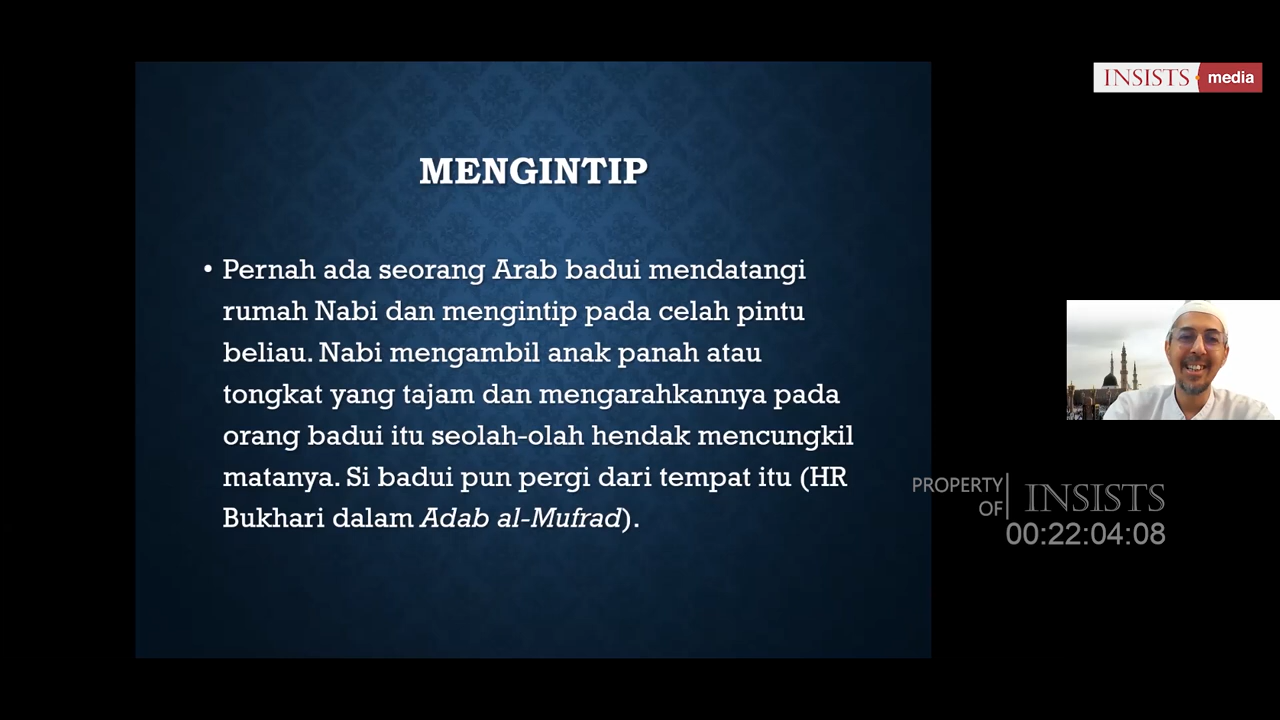 INSISTS media
MENGINTIP
• Pernah ada seorang Arab badui mendatangi
rumah Nabi dan mengintip pada celah pintu
beliau. Nabi mengambil anak panah atau
tongkat yang tajam dan mengarahkannya pada
orang badui itu seolah-olah hendak mencungkil
matanya. Si badui pun pergi dari tempat itu (HR
Bukhari dalam Adab al-Mufrad).
PROPERTY
OF
INSISTS
00:22:04:08